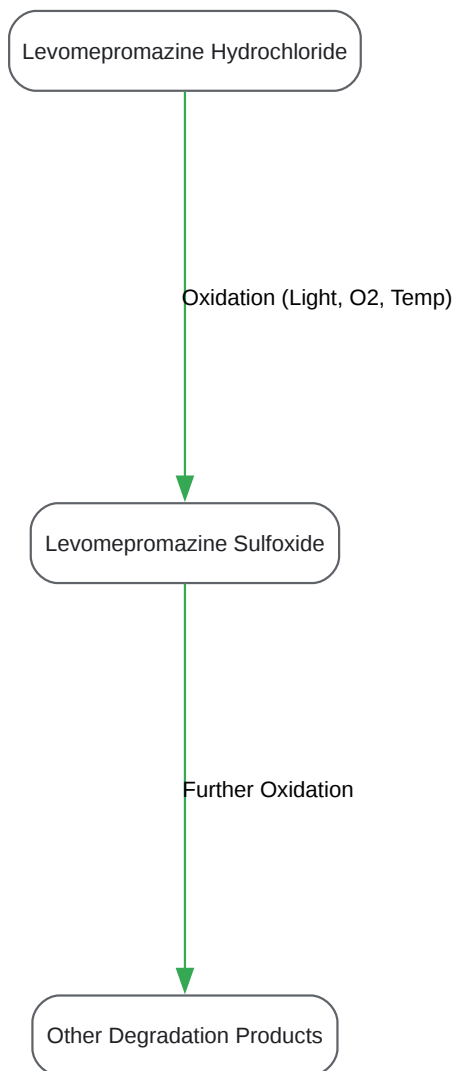 Levomepromazine Hydrochloride
Oxidation (Light, O2, Temp)
Levomepromazine Sulfoxide
Further Oxidation
Other Degradation Products